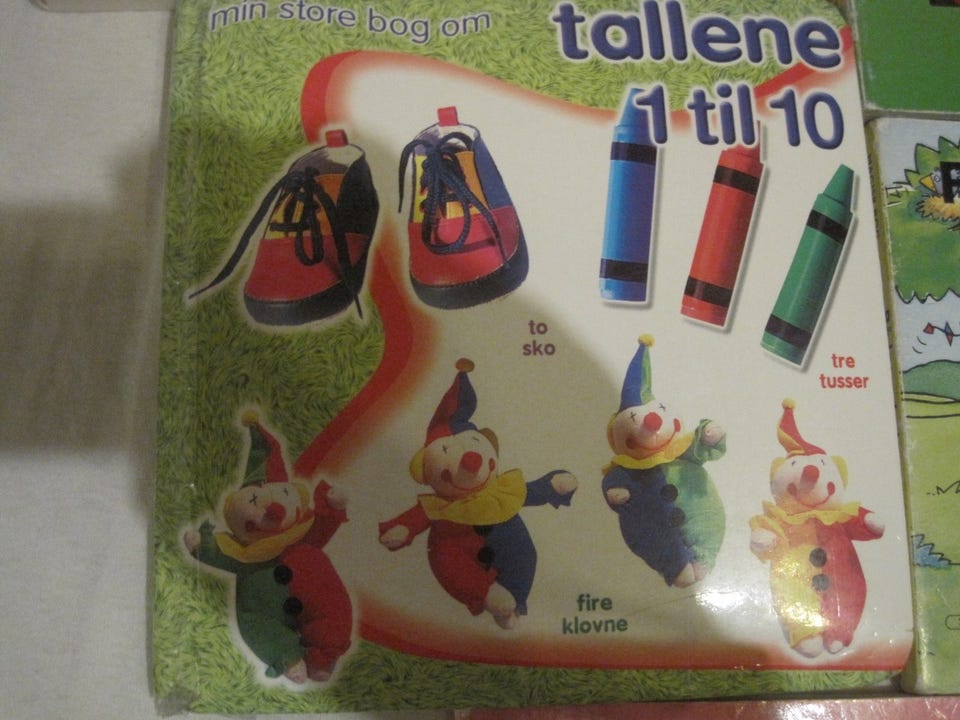 min store bog om
tallene
1 til 10
to
sko
tre
tusser
fire
klovne